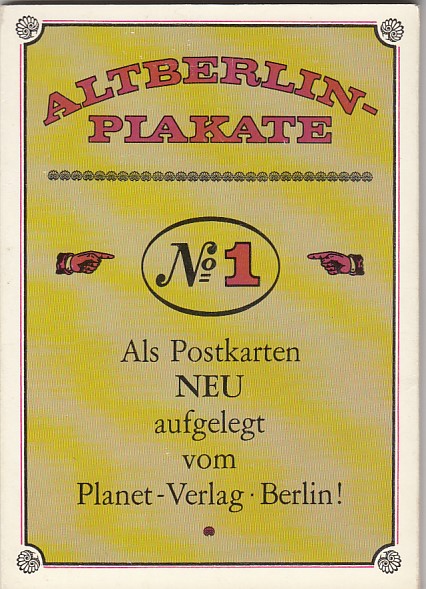 ALTBERLIN-
PLAKATE
No 1
Als Postkarten
NEU
aufgelegt
vom
Planet-Verlag · Berlin!